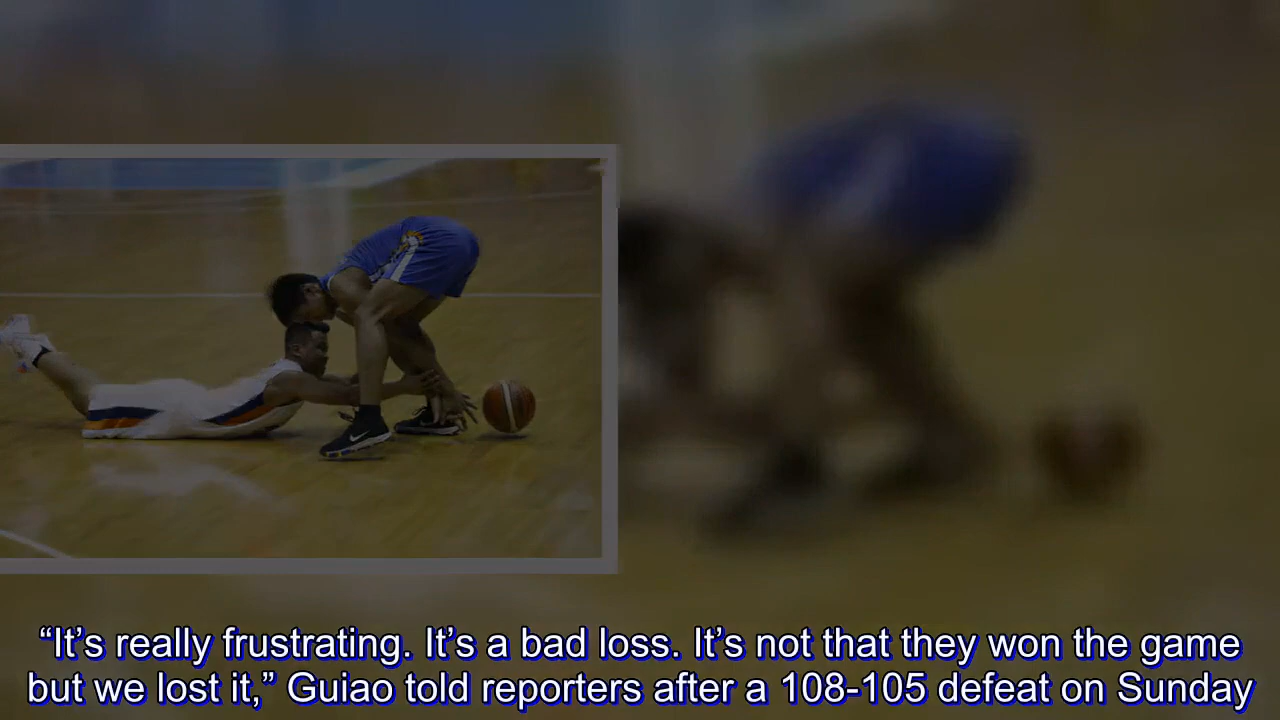 “It’s really frustrating. It’s a bad loss. It’s not that they won the game
but we lost it,” Guiao told reporters after a 108-105 defeat on Sunday